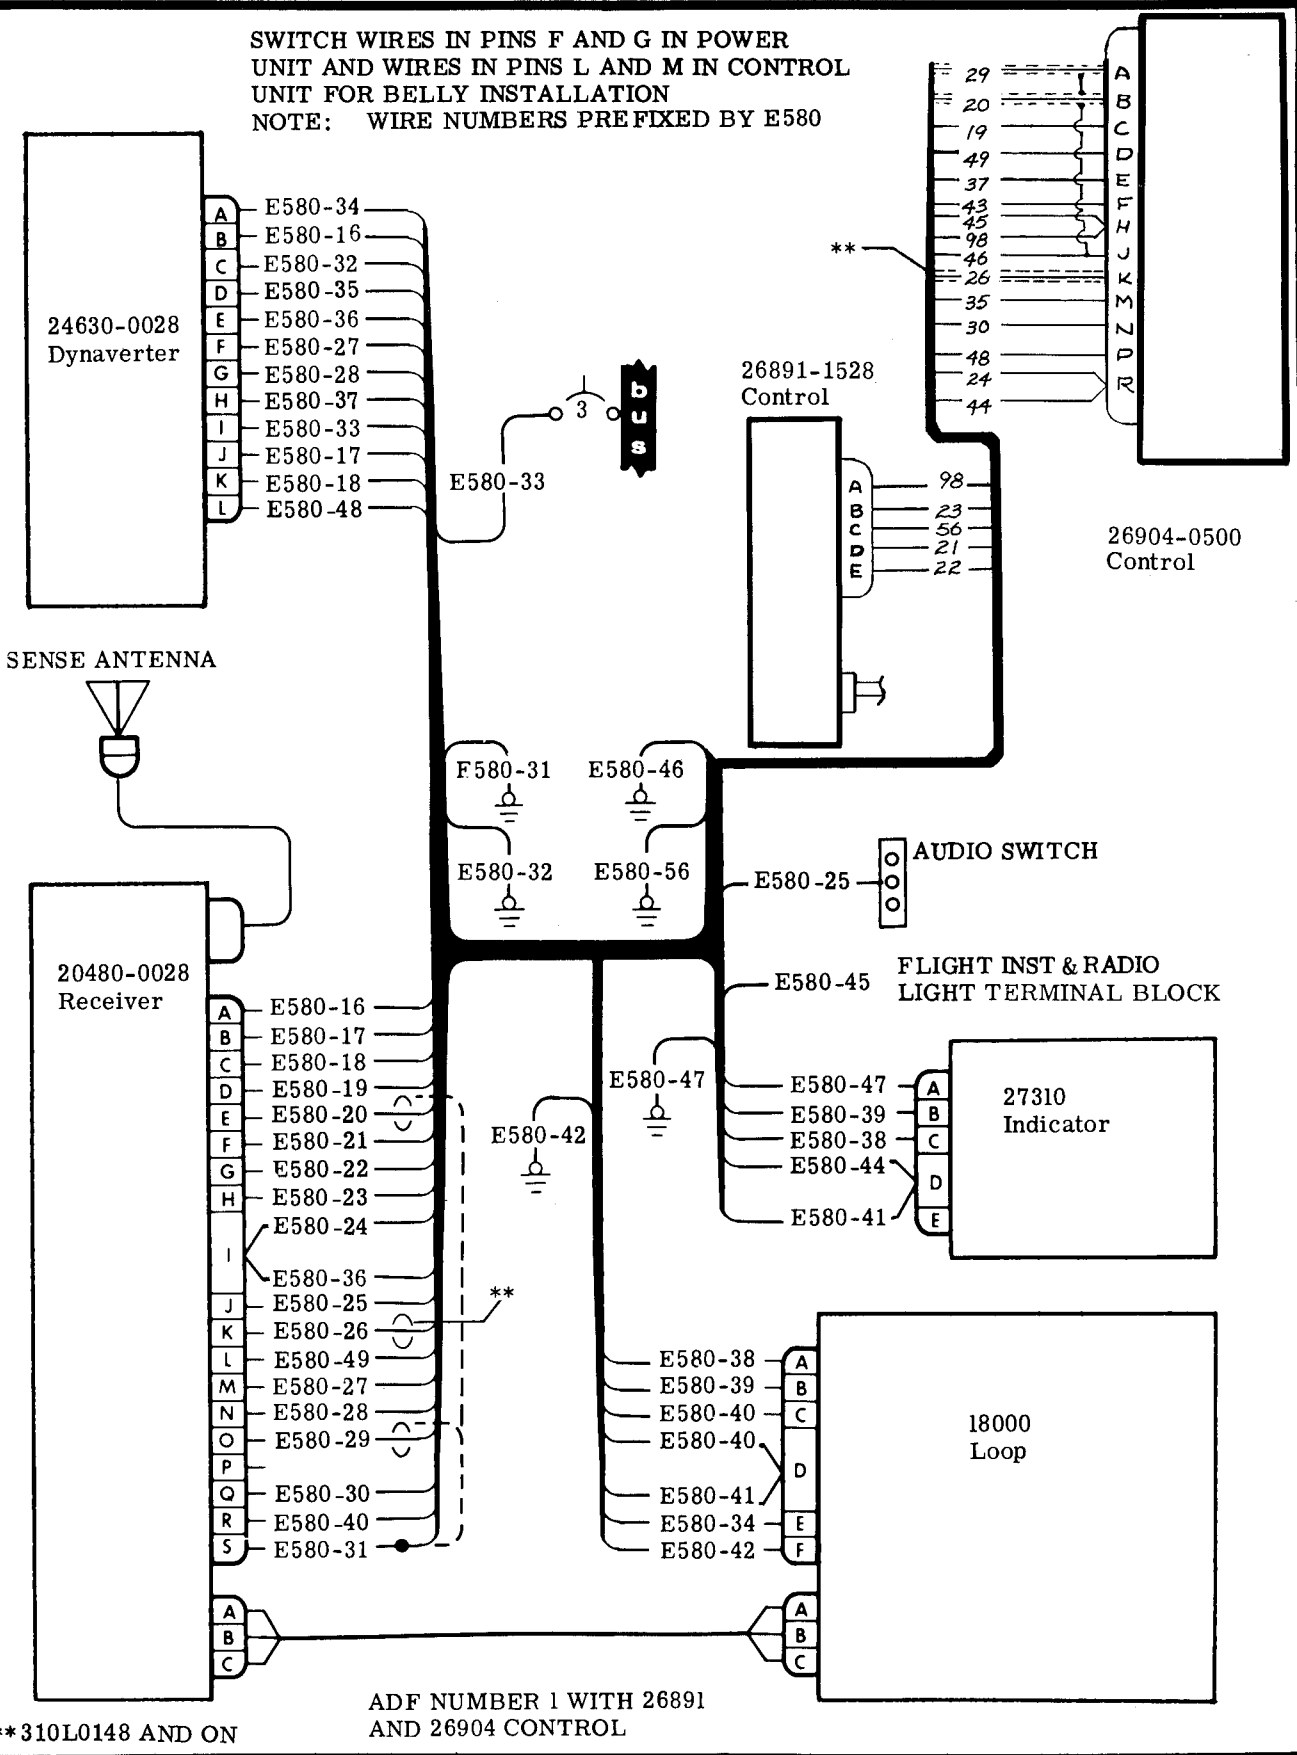 SWITCH WIRES IN PINS F AND G IN POWER
UNIT AND WIRES IN PINS L AND M IN CONTROL
UNIT FOR BELLY INSTALLATION
NOTE: WIRE NUMBERS PREFIXED BY E580
24630-0028
Dynaverter
A E580-34
B E580-16
C E580-32
D E580-35
E E580-36
F E580-27
G E580-28
H E580-37
I E580-33
J E580-17
K E580-18
L E580-48
E580-33
3
bus
29 A
20 B
19 C
49 D
37 E
43 F
45
98 H
46 J
26 K
35 M
30 N
48 P
24
44 R
**
26904-0500
Control
26891-1528
Control
A 98
B 23
C 56
D 21
E 22
SENSE ANTENNA
F580-31
E580-46
E580-32
E580-56
E580-25
AUDIO SWITCH
E580-45
FLIGHT INST & RADIO
LIGHT TERMINAL BLOCK
20480-0028
Receiver
A E580-16
B E580-17
C E580-18
D E580-19
E E580-20
F E580-21
G E580-22
H E580-23
I E580-24
E580-36
J E580-25
K E580-26
L E580-49
M E580-27
N E580-28
O E580-29
P
Q E580-30
R E580-40
S E580-31
**
A
B
C
E580-47
E580-42
E580-47 A
E580-39 B
E580-38 C
E580-44 D
E580-41
E
27310
Indicator
E580-38 A
E580-39 B
E580-40 C
E580-40
D
E580-41
E580-34 E
E580-42 F
18000
Loop
A
B
C
ADF NUMBER 1 WITH 26891
AND 26904 CONTROL
**310L0148 AND ON